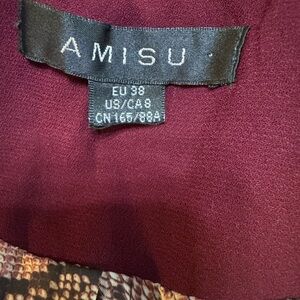 AMISU
EU 38
US/CA 8
CN 165/88A